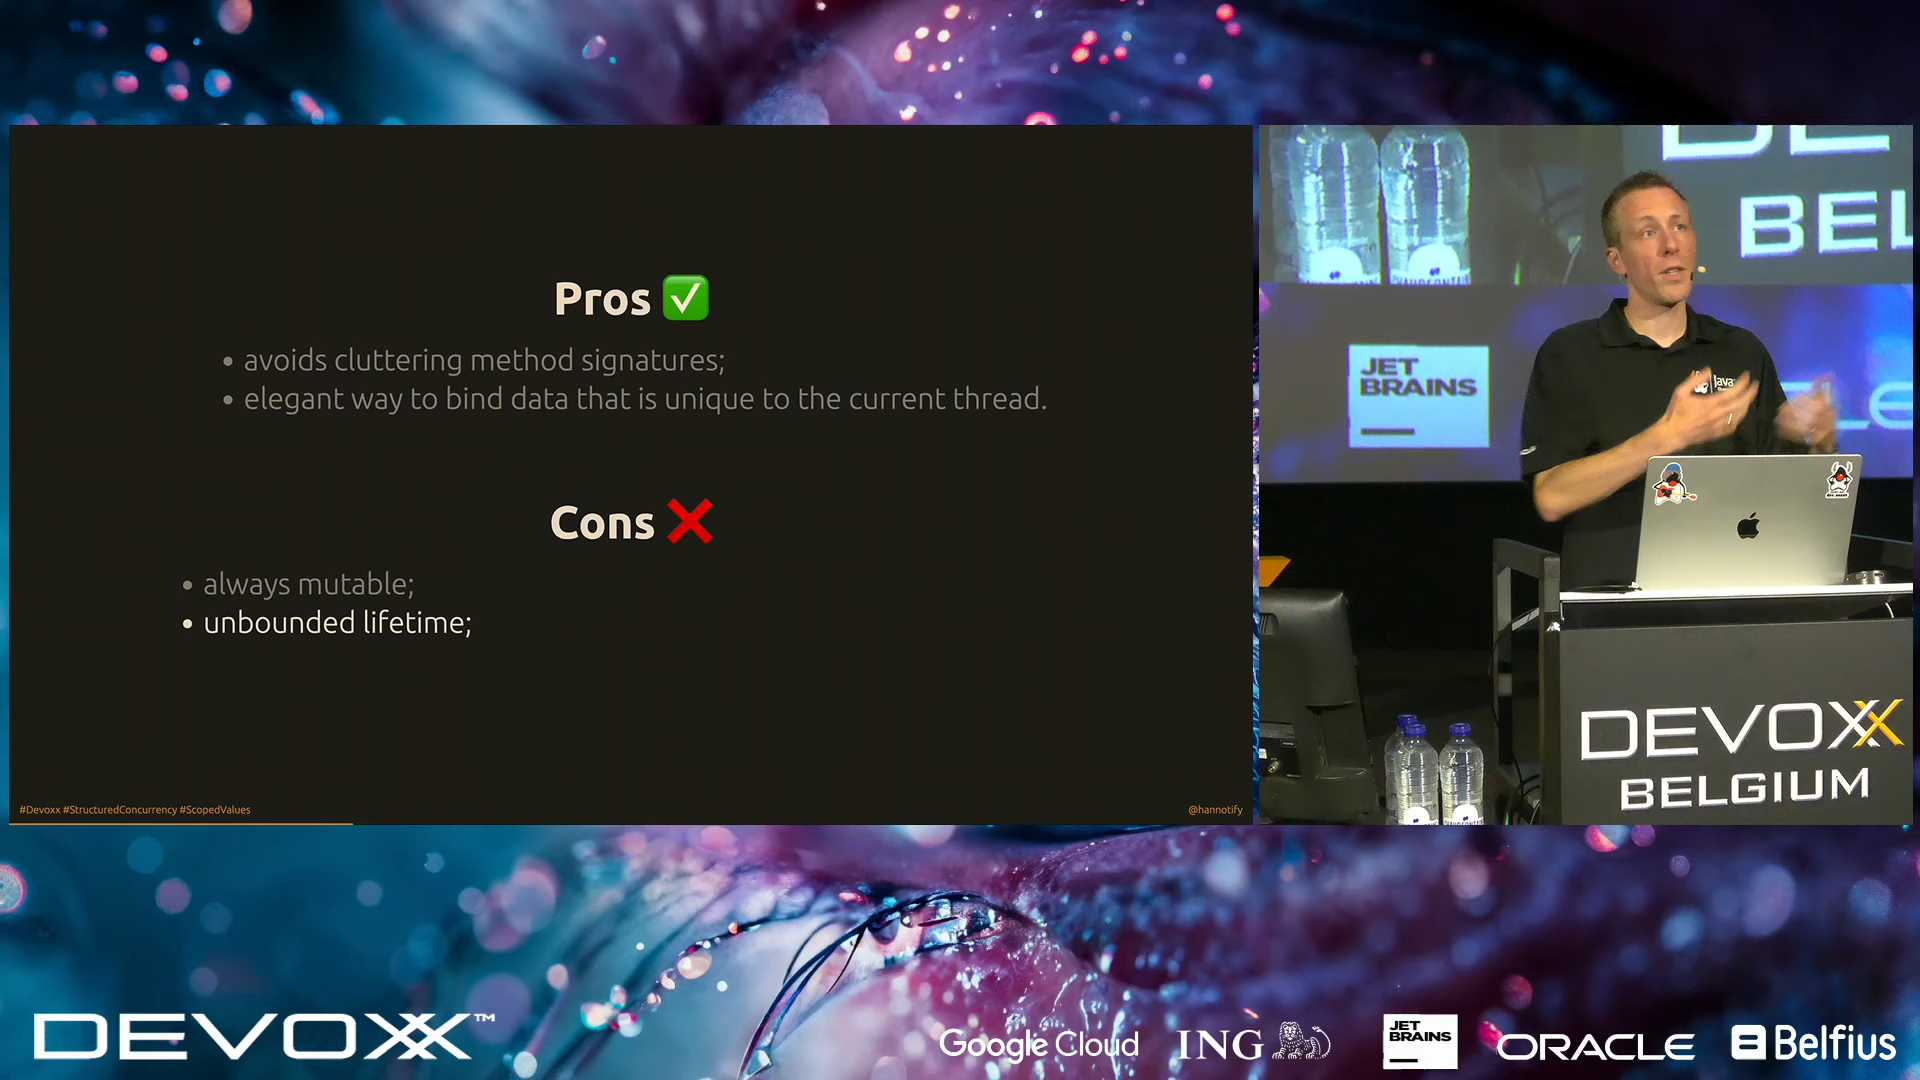 Pros
• avoids cluttering method signatures;
• elegant way to bind data that is unique to the current thread.
Cons
• always mutable;
• unbounded lifetime;
#Devoxx #StructuredConcurrency #ScopedValues
@hannotify
BEL
JET
BRAINS
Java
DEVOXX
BELGIUM
DEVOXX™
Google Cloud
ING
JET
BRAINS
ORACLE
Belfius